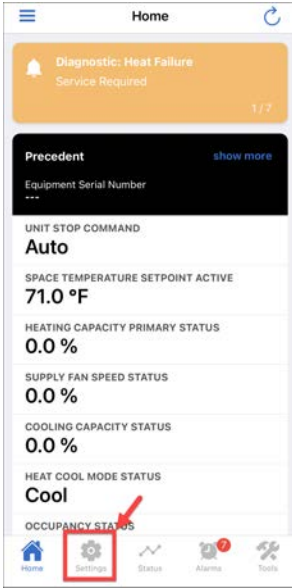 Home
Diagnostic: Heat Failure
Service Required
1/7
Precedent show more
Equipment Serial Number
---
UNIT STOP COMMAND
Auto
SPACE TEMPERATURE SETPOINT ACTIVE
71.0 °F
HEATING CAPACITY PRIMARY STATUS
0.0 %
SUPPLY FAN SPEED STATUS
0.0 %
COOLING CAPACITY STATUS
0.0 %
HEAT COOL MODE STATUS
Cool
OCCUPANCY STATUS
7
Home Settings Status Alarms Tools